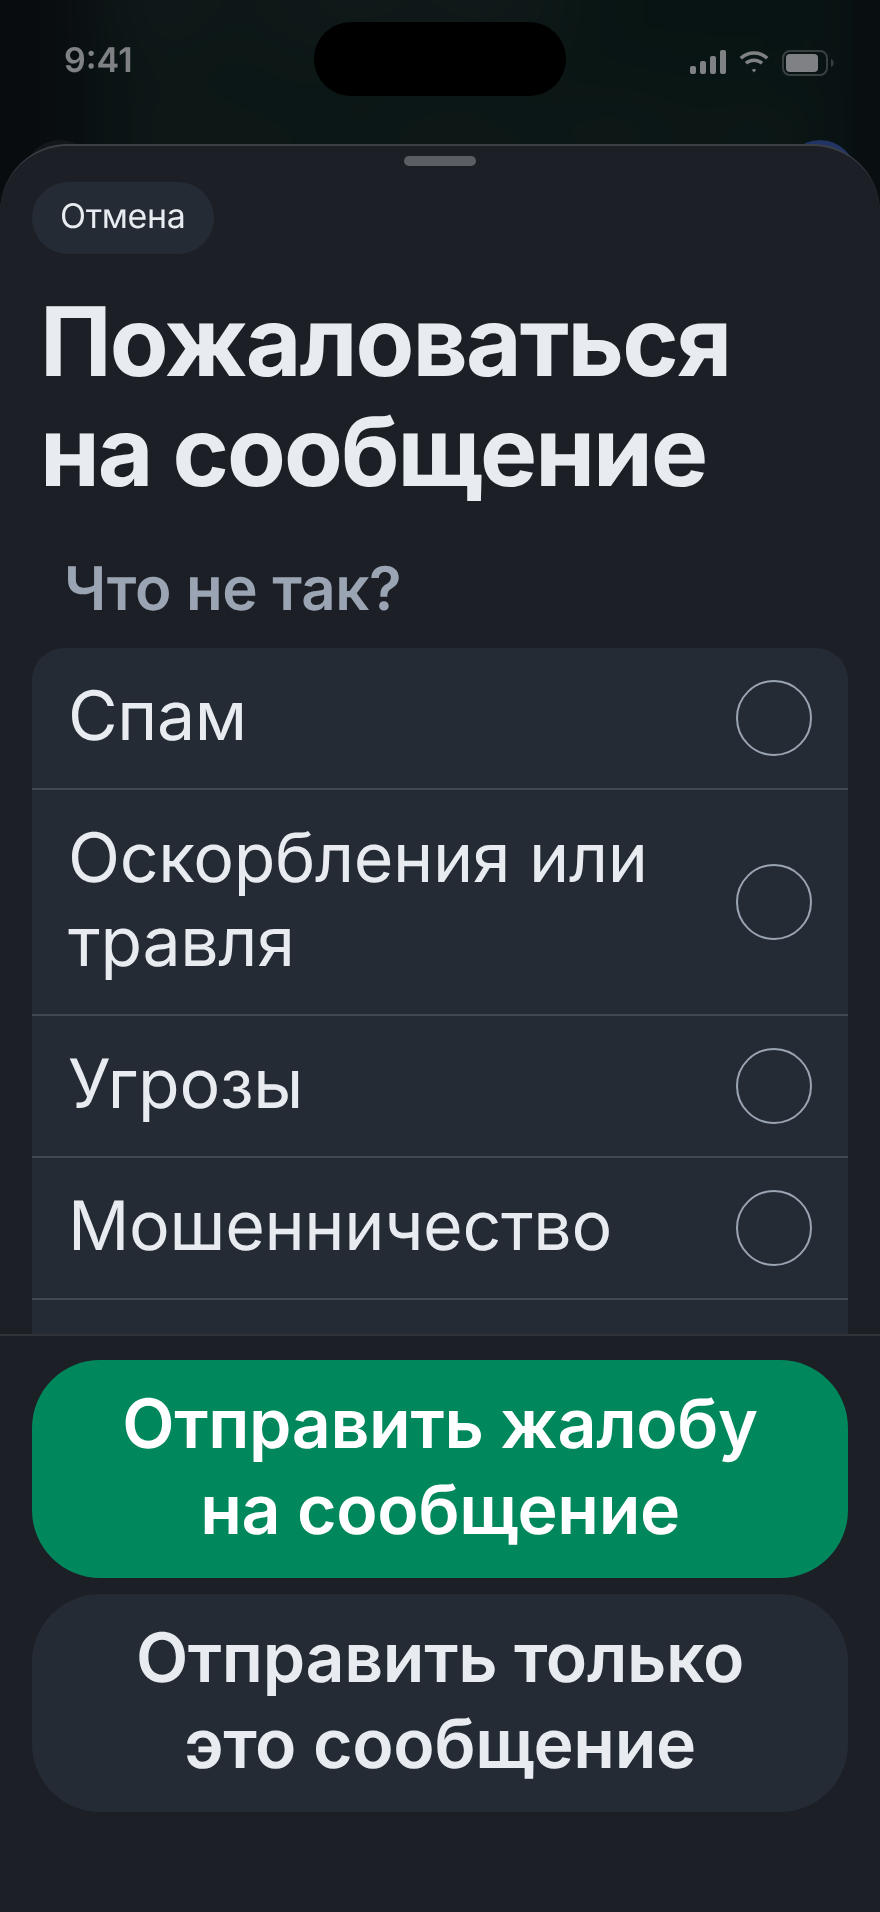 9:41
Отмена
Пожаловаться
на сообщение
Что не так?
Спам
Оскорбления или
травля
Угрозы
Мошенничество
Отправить жалобу
на сообщение
Отправить только
это сообщение